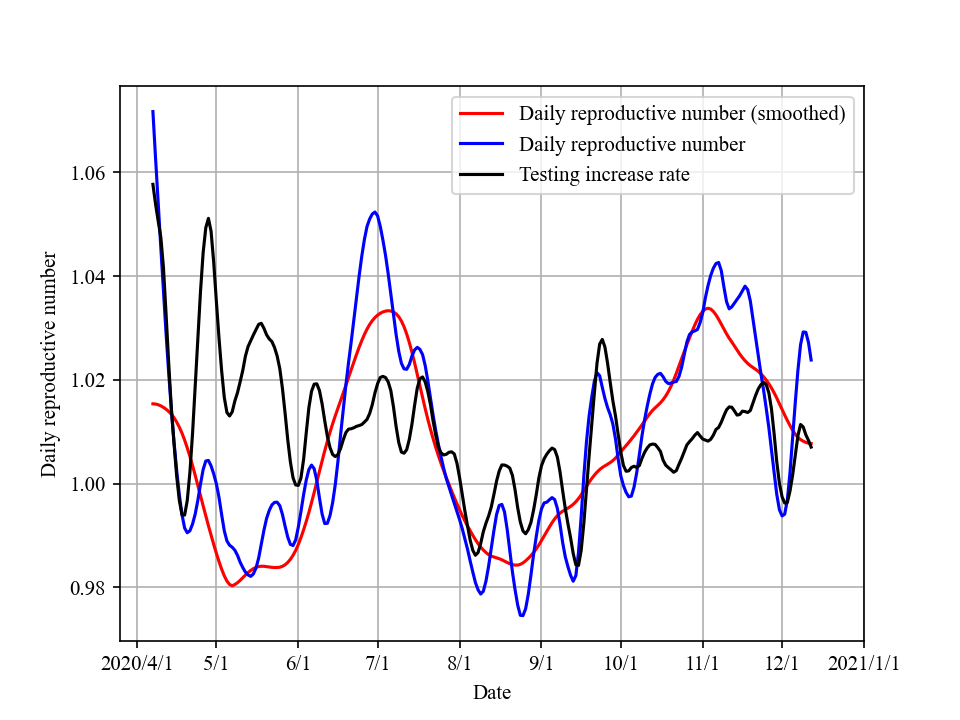 Daily reproductive number (smoothed)
Daily reproductive number
Testing increase rate
Daily reproductive number
1.06
1.04
1.02
1.00
0.98
2020/4/1 5/1 6/1 7/1 8/1 9/1 10/1 11/1 12/1 2021/1/1
Date